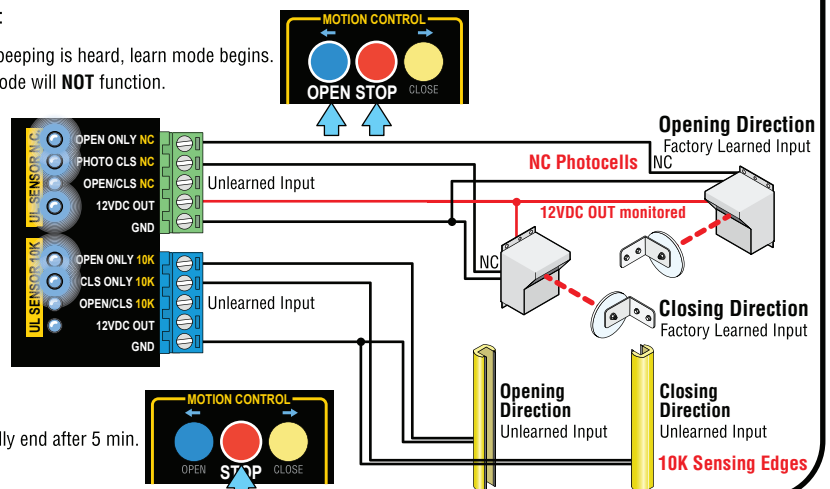 :
beeping is heard, learn mode begins.
ode will NOT function.
MOTION CONTROL
OPEN STOP CLOSE
UL SENSOR N.C.
OPEN ONLY NC
PHOTO CLS NC
OPEN/CLS NC
12VDC OUT
GND
Unlearned Input
NC Photocells
NC
Opening Direction
Factory Learned Input
12VDC OUT monitored
NC
Closing Direction
Factory Learned Input
UL SENSOR 10K
OPEN ONLY 10K
CLS ONLY 10K
OPEN/CLS 10K
12VDC OUT
GND
Unlearned Input
Opening
Direction
Unlearned Input
Closing
Direction
Unlearned Input
10K Sensing Edges
lly end after 5 min.
MOTION CONTROL
OPEN STOP CLOSE